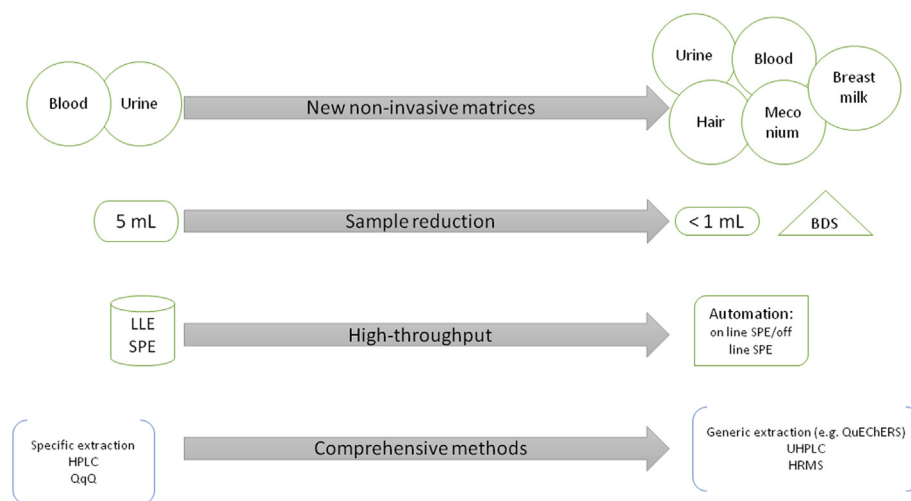 Blood
Urine
New non-invasive matrices
Urine
Blood
Breast
milk
Hair
Meco
nium
5 mL
Sample reduction
< 1 mL
BDS
LLE
SPE
High-throughput
Automation:
on line SPE/off
line SPE
Specific extraction
HPLC
QqQ
Comprehensive methods
Generic extraction (e.g. QuEChERS)
UHPLC
HRMS